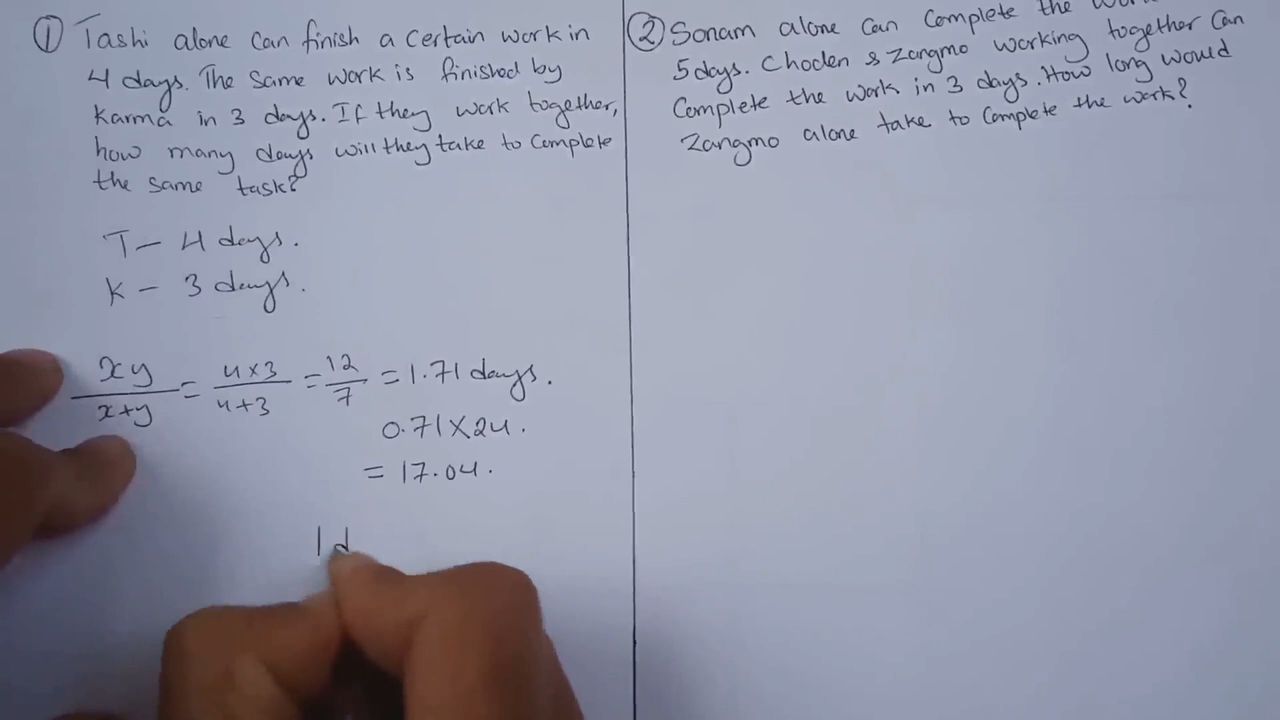 ① Tashi alone can finish a certain work in
4 days. The same work is finished by
Karma in 3 days. If they work together,
how many days will they take to complete
the same task?
T – 4 days.
K – 3 days.
xy / x+y = 4×3 / 4+3 = 12 / 7 = 1.71 days.
0.71 × 24.
= 17.04.
1 d
② Sonam alone can complete the
5 days. Choden & Zangmo working together can
complete the work in 3 days. How long would
Zangmo alone take to complete the work?